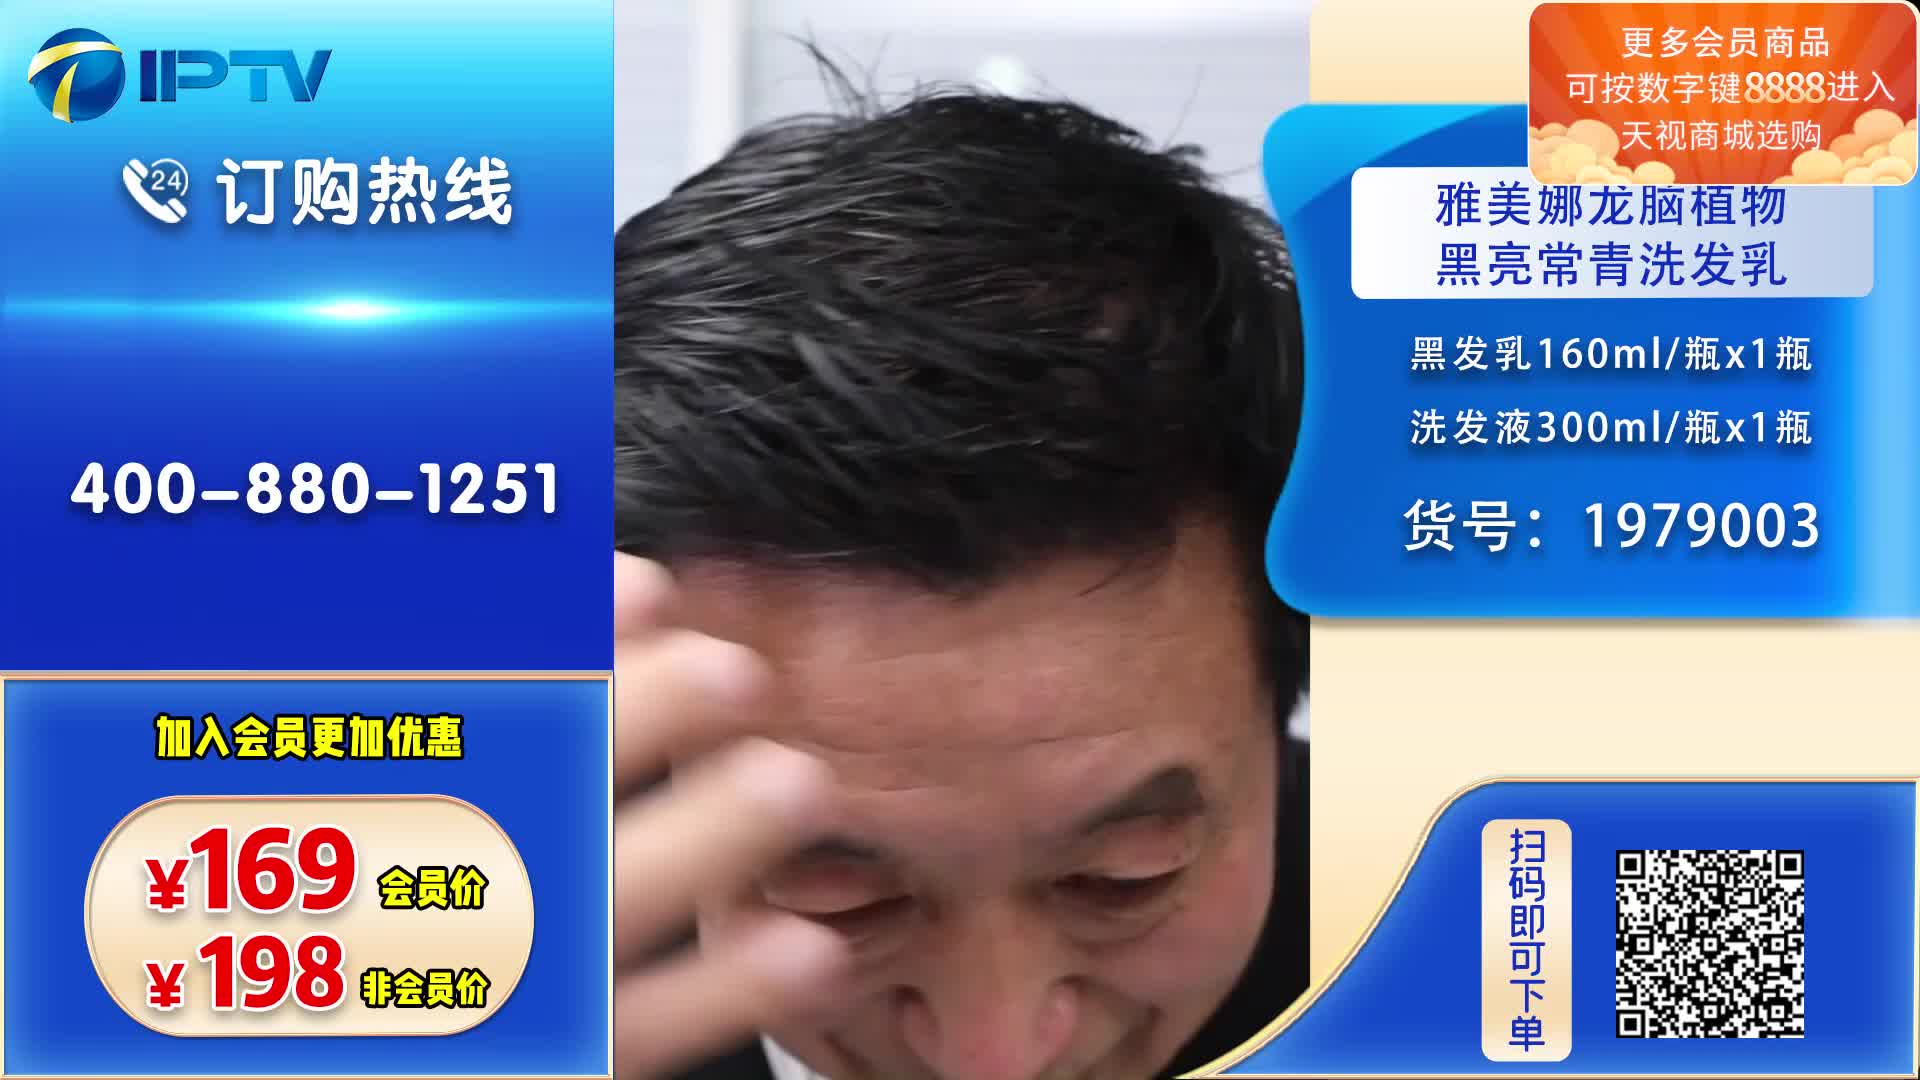 IPTV
24
订购热线
400-880-1251
加入会员更加优惠
¥169 会员价
¥198 非会员价
更多会员商品
可按数字键8888进入
天视商城选购
雅美娜龙脑植物
黑亮常青洗发乳
黑发乳160ml/瓶x1瓶
洗发液300ml/瓶x1瓶
货号：1979003
扫码即可下单